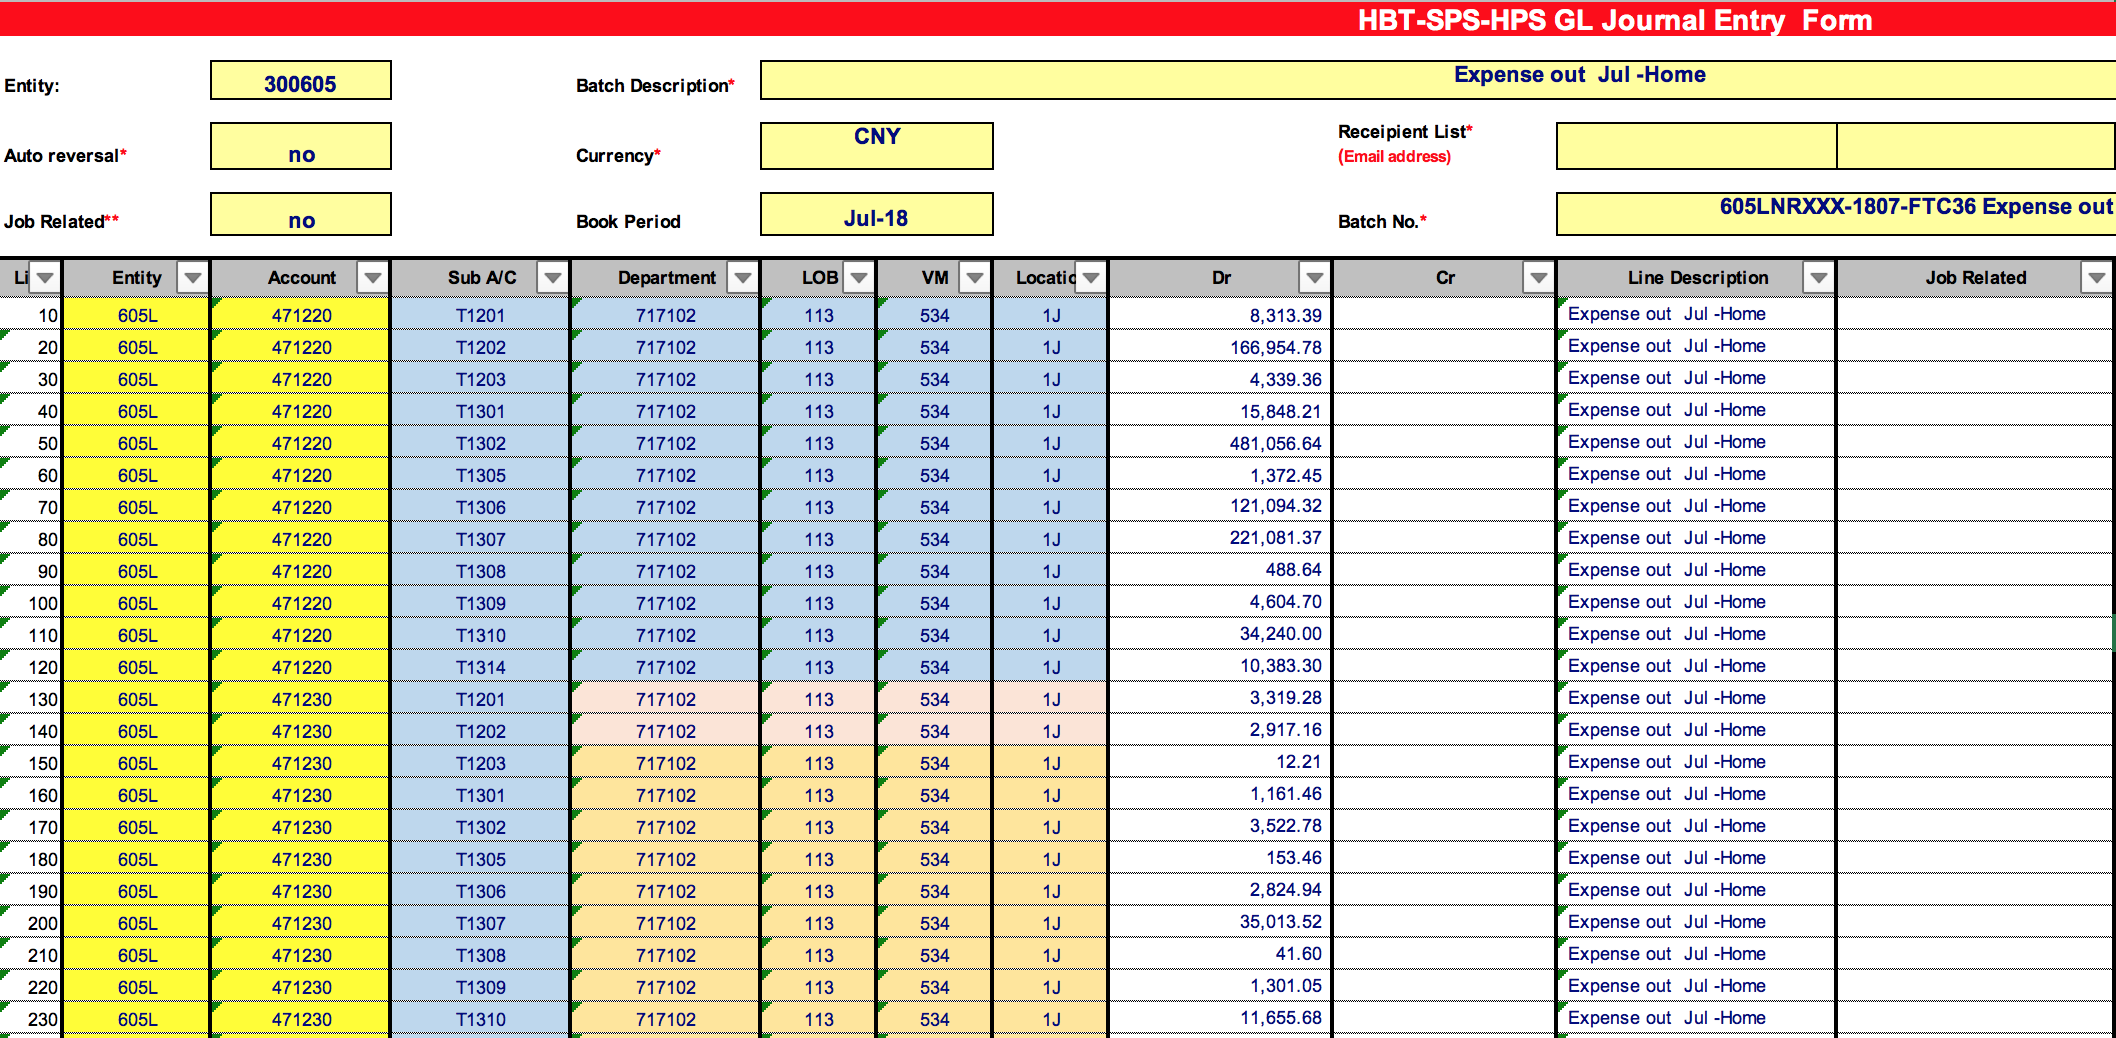 HBT-SPS-HPS GL Journal Entry  Form
Entity: 300605 Batch Description* Expense out  Jul -Home
Auto reversal* no Currency* CNY Receipient List*
(Email address)
Job Related** no Book Period Jul-18 Batch No.* 605LNRXXX-1807-FTC36 Expense out
Li Entity Account Sub A/C Department LOB VM Locatic Dr Cr Line Description Job Related
10 605L 471220 T1201 717102 113 534 1J 8,313.39 Expense out  Jul -Home
20 605L 471220 T1202 717102 113 534 1J 166,954.78 Expense out  Jul -Home
30 605L 471220 T1203 717102 113 534 1J 4,339.36 Expense out  Jul -Home
40 605L 471220 T1301 717102 113 534 1J 15,848.21 Expense out  Jul -Home
50 605L 471220 T1302 717102 113 534 1J 481,056.64 Expense out  Jul -Home
60 605L 471220 T1305 717102 113 534 1J 1,372.45 Expense out  Jul -Home
70 605L 471220 T1306 717102 113 534 1J 121,094.32 Expense out  Jul -Home
80 605L 471220 T1307 717102 113 534 1J 221,081.37 Expense out  Jul -Home
90 605L 471220 T1308 717102 113 534 1J 488.64 Expense out  Jul -Home
100 605L 471220 T1309 717102 113 534 1J 4,604.70 Expense out  Jul -Home
110 605L 471220 T1310 717102 113 534 1J 34,240.00 Expense out  Jul -Home
120 605L 471220 T1314 717102 113 534 1J 10,383.30 Expense out  Jul -Home
130 605L 471230 T1201 717102 113 534 1J 3,319.28 Expense out  Jul -Home
140 605L 471230 T1202 717102 113 534 1J 2,917.16 Expense out  Jul -Home
150 605L 471230 T1203 717102 113 534 1J 12.21 Expense out  Jul -Home
160 605L 471230 T1301 717102 113 534 1J 1,161.46 Expense out  Jul -Home
170 605L 471230 T1302 717102 113 534 1J 3,522.78 Expense out  Jul -Home
180 605L 471230 T1305 717102 113 534 1J 153.46 Expense out  Jul -Home
190 605L 471230 T1306 717102 113 534 1J 2,824.94 Expense out  Jul -Home
200 605L 471230 T1307 717102 113 534 1J 35,013.52 Expense out  Jul -Home
210 605L 471230 T1308 717102 113 534 1J 41.60 Expense out  Jul -Home
220 605L 471230 T1309 717102 113 534 1J 1,301.05 Expense out  Jul -Home
230 605L 471230 T1310 717102 113 534 1J 11,655.68 Expense out  Jul -Home